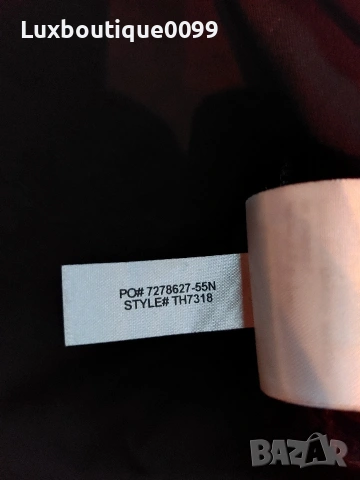 Luxboutique0099
PO# 7278627-55N
STYLE# TH7318
BAZAR